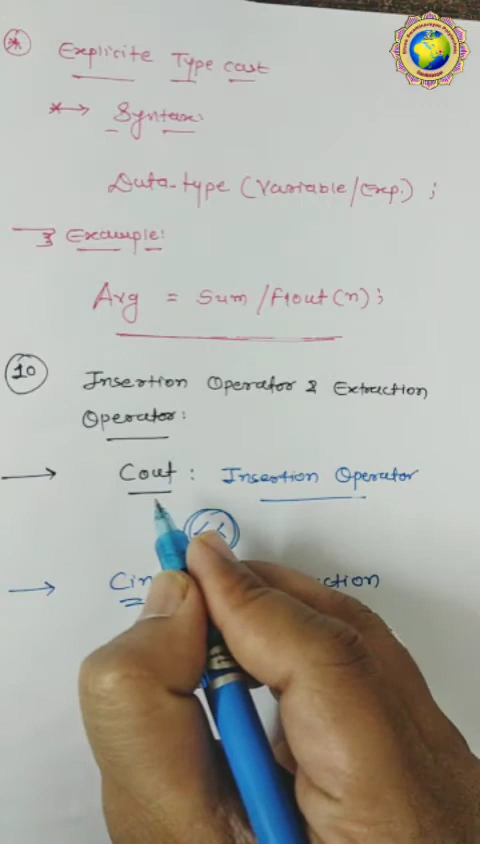 Explicite Type cast
Syntax:
Data-type (Variable/Exp.);
Example:
Avg = Sum/float(n);
10
Insertion Operator & Extraction
Operator:
Cout : Insertion Operator
<<
Cin
ction